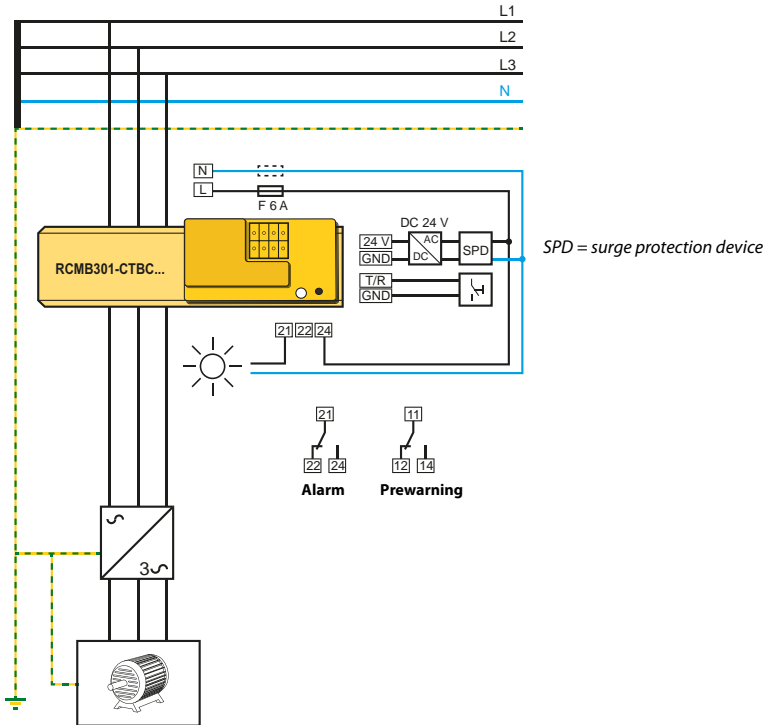 L1
L2
L3
N
N
L
F 6 A
DC 24 V
24 V
GND
AC
DC
SPD
SPD = surge protection device
T/R
GND
RCMB301-CTBC...
21 22 24
21
22 24
Alarm
11
12 14
Prewarning
3